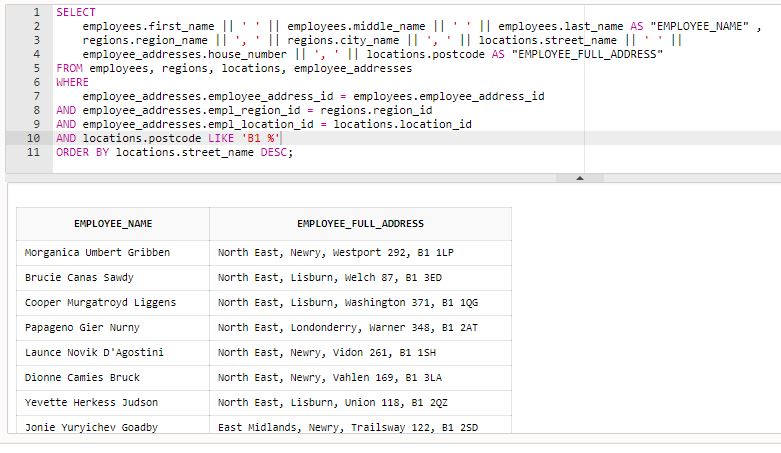 1 SELECT
2 employees.first_name || ' ' || employees.middle_name || ' ' || employees.last_name AS "EMPLOYEE_NAME" ,
3 regions.region_name || ', ' || regions.city_name || ', ' || locations.street_name || ' ' ||
4 employee_addresses.house_number || ', ' || locations.postcode AS "EMPLOYEE_FULL_ADDRESS"
5 FROM employees, regions, locations, employee_addresses
6 WHERE
7 employee_addresses.employee_address_id = employees.employee_address_id
8 AND employee_addresses.empl_region_id = regions.region_id
9 AND employee_addresses.empl_location_id = locations.location_id
10 AND locations.postcode LIKE 'B1 %'
11 ORDER BY locations.street_name DESC;
EMPLOYEE_NAME EMPLOYEE_FULL_ADDRESS
Morganica Umbert Gribben North East, Newry, Westport 292, B1 1LP
Brucie Canas Sawdy North East, Lisburn, Welch 87, B1 3ED
Cooper Murgatroyd Liggens North East, Lisburn, Washington 371, B1 1QG
Papageno Gier Nurny North East, Londonderry, Warner 348, B1 2AT
Launce Novik D'Agostini North East, Newry, Vidon 261, B1 1SH
Dionne Camies Bruck North East, Newry, Vahlen 169, B1 3LA
Yevette Herkess Judson North East, Lisburn, Union 118, B1 2QZ
Jonie Yuryichev Goadby East Midlands, Newry, Trailsway 122, B1 2SD